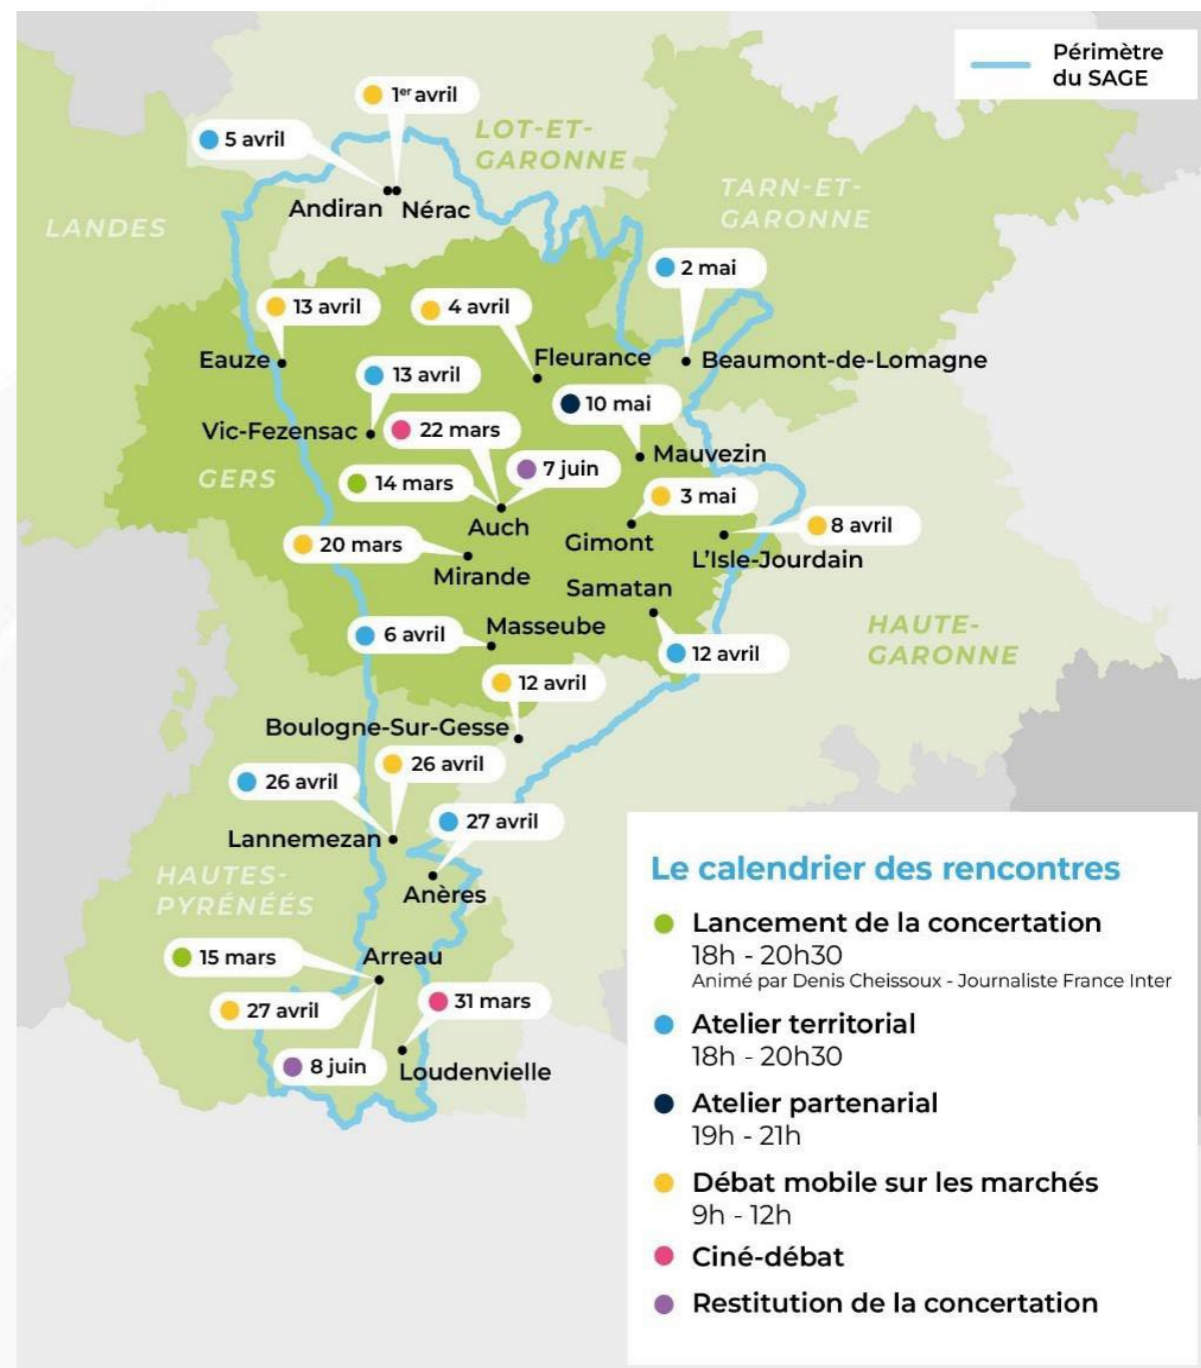 Périmètre
du SAGE
1er avril
5 avril
LOT-ET-
GARONNE
TARN-ET-
GARONNE
Andiran
Nérac
LANDES
2 mai
13 avril
4 avril
Eauze
Fleurance
Beaumont-de-Lomagne
13 avril
10 mai
Vic-Fezensac
22 mars
Mauvezin
GERS
14 mars
7 juin
3 mai
Auch
8 avril
20 mars
Gimont
L'Isle-Jourdain
Mirande
Samatan
6 avril
Masseube
HAUTE-
GARONNE
12 avril
12 avril
Boulogne-Sur-Gesse
26 avril
26 avril
27 avril
Lannemezan
HAUTES-
PYRÉNÉÉS
Anères
15 mars
Arreau
27 avril
31 mars
8 juin
Loudenvielle
Le calendrier des rencontres
Lancement de la concertation
18h - 20h30
Animé par Denis Cheissoux - Journaliste France Inter
Atelier territorial
18h - 20h30
Atelier partenarial
19h - 21h
Débat mobile sur les marchés
9h - 12h
Ciné-débat
Restitution de la concertation